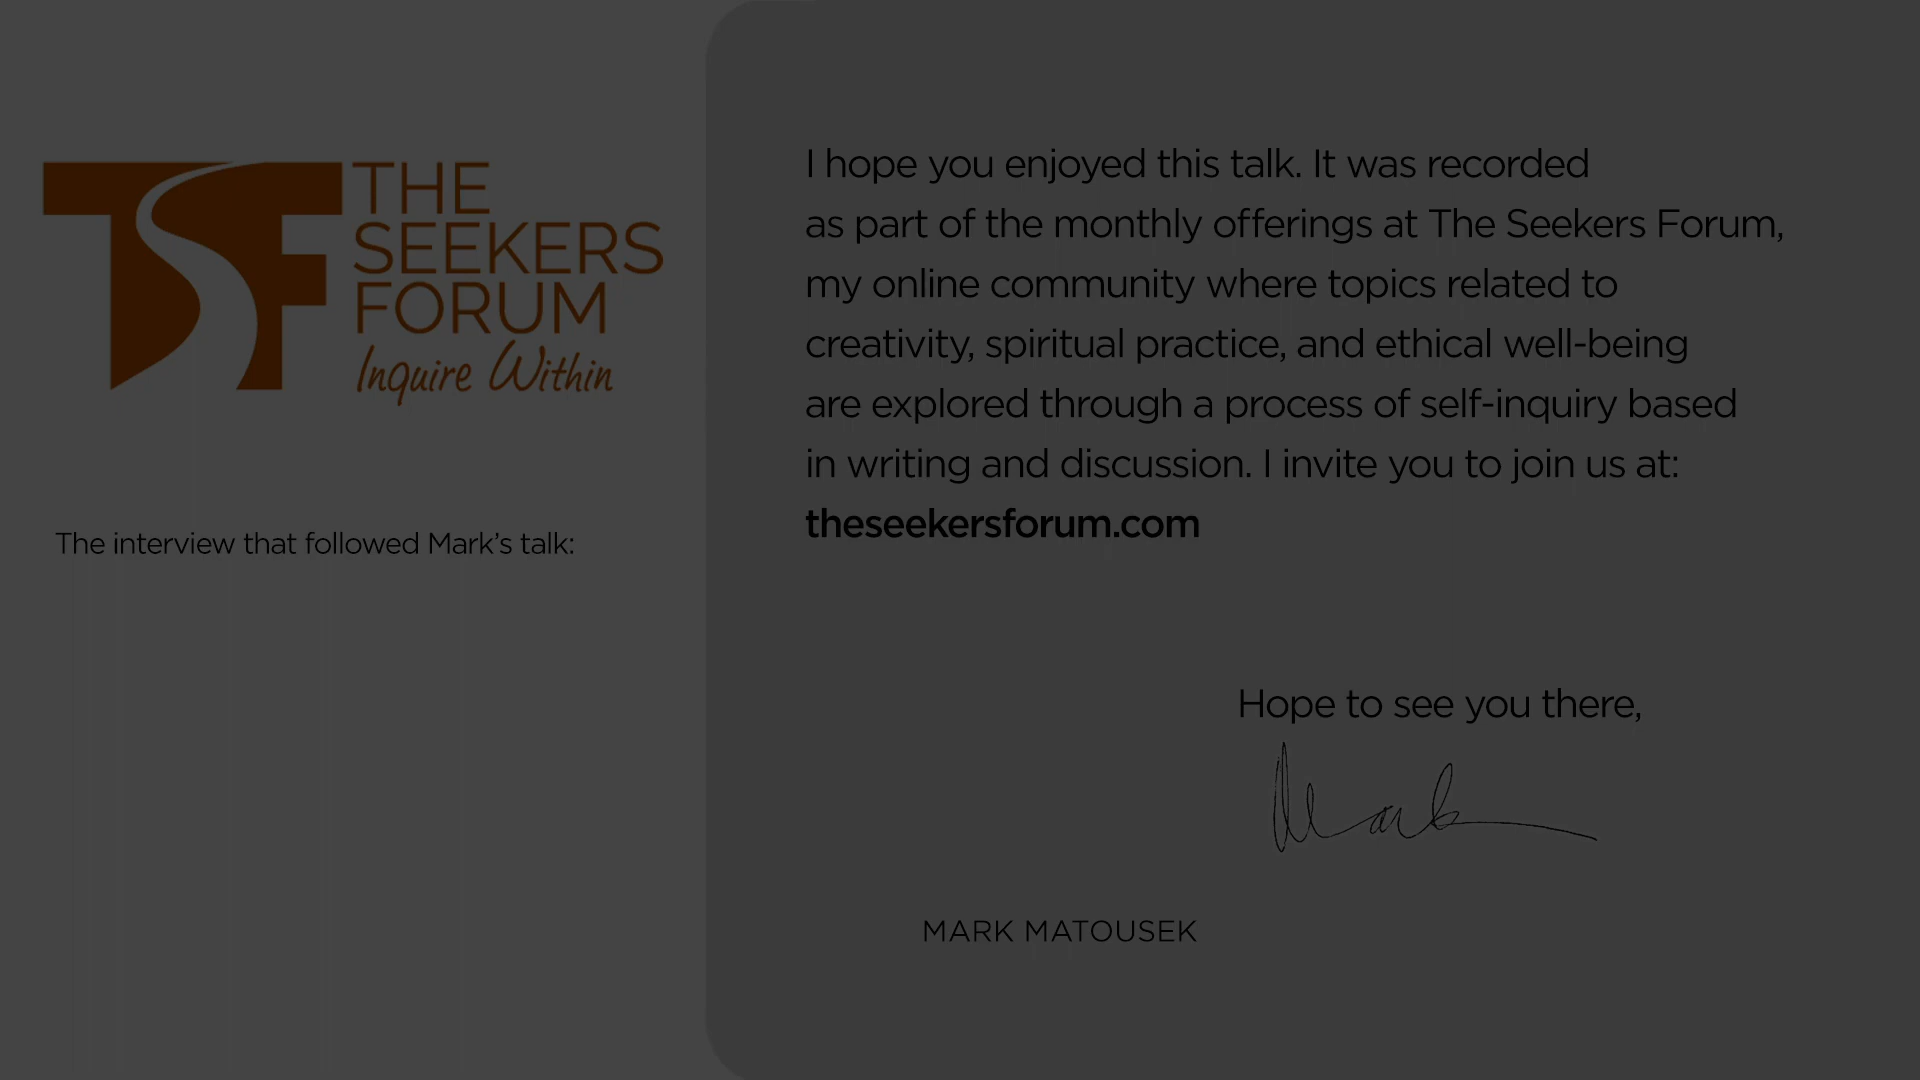 THE
SEEKERS
FORUM
Inquire Within
The interview that followed Mark’s talk:
I hope you enjoyed this talk. It was recorded
as part of the monthly offerings at The Seekers Forum,
my online community where topics related to
creativity, spiritual practice, and ethical well-being
are explored through a process of self-inquiry based
in writing and discussion. I invite you to join us at:
theseekersforum.com
Hope to see you there,
Mark
MARK MATOUSEK